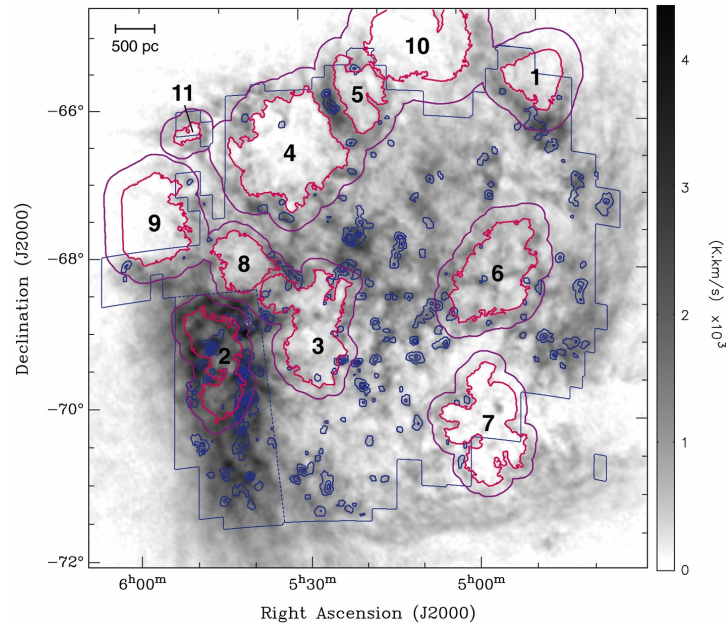 500 pc
10
1
5
11
4
9
8
6
3
2
7
−66
−68
−70
−72
Declination (J2000)
6h00m
5h30m
5h00m
Right Ascension (J2000)
4
3
2
1
0
(K.km/s) ×10³